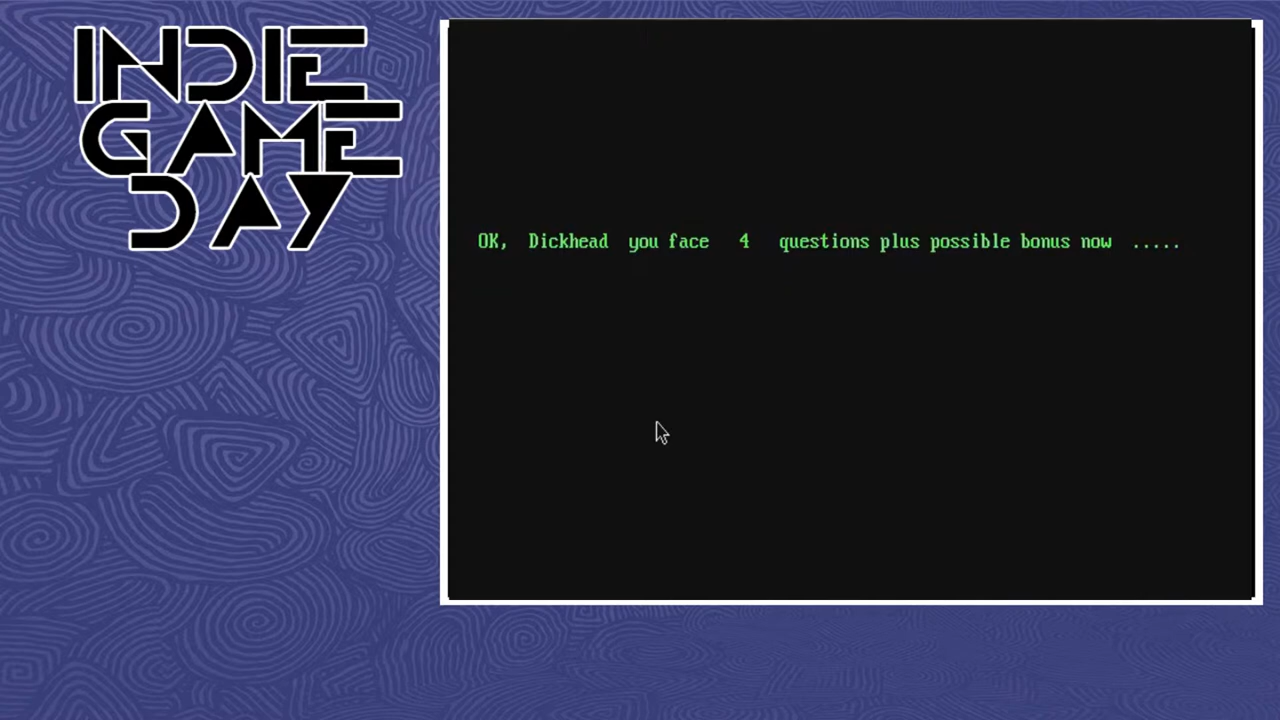 INDIE
GAME
DAY
OK, Dickhead you face 4 questions plus possible bonus now .....